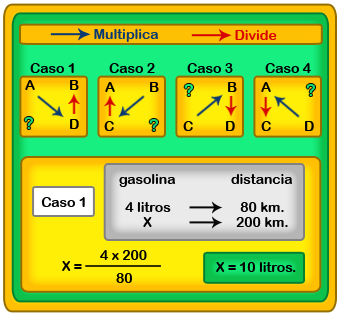 Multiplica Divide
Caso 1 Caso 2 Caso 3 Caso 4
A B B ? B A
? D A C ? C D C D
Caso 1
gasolina distancia
4 litros 80 km.
X 200 km.
X = 4 x 200 / 80
X = 10 litros.